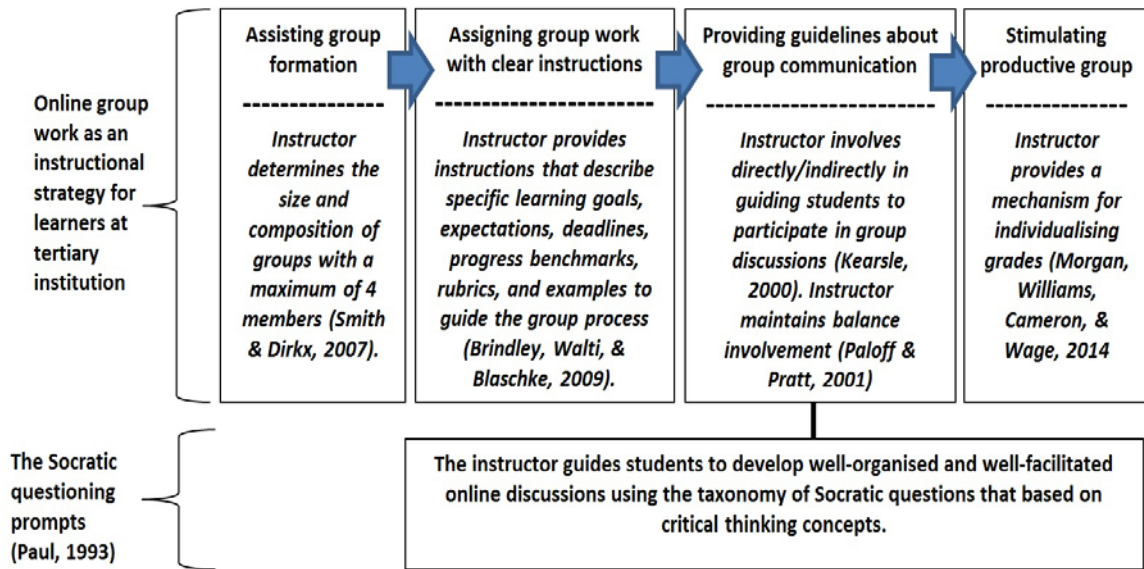 Online group
work as an
instructional
strategy for
learners at
tertiary
institution
Assisting group
formation
---------------
Instructor
determines the
size and
composition of
groups with a
maximum of 4
members (Smith
& Dirkx, 2007).
Assigning group work
with clear instructions
-----------------------
Instructor provides
instructions that describe
specific learning goals,
expectations, deadlines,
progress benchmarks,
rubrics, and examples to
guide the group process
(Brindley, Walti, &
Blaschke, 2009).
Providing guidelines about
group communication
------------------------
Instructor involves
directly/indirectly in
guiding students to
participate in group
discussions (Kearsle,
2000). Instructor
maintains balance
involvement (Paloff &
Pratt, 2001)
Stimulating
productive group
---------------
Instructor
provides a
mechanism for
individualising
grades (Morgan,
Williams,
Cameron, &
Wage, 2014
The Socratic
questioning
prompts
(Paul, 1993)
The instructor guides students to develop well-organised and well-facilitated
online discussions using the taxonomy of Socratic questions that based on
critical thinking concepts.